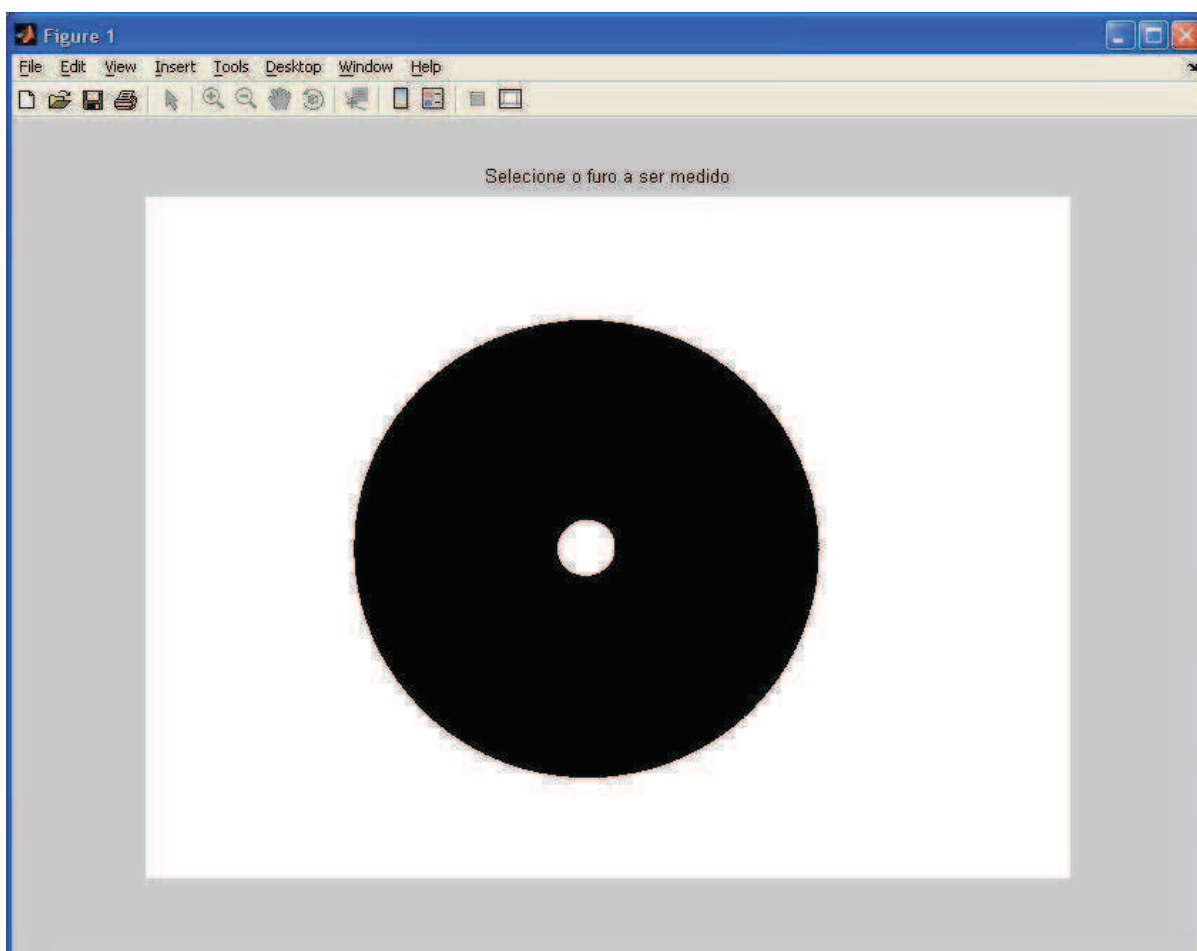 Figure 1
File Edit View Insert Tools Desktop Window Help
Selecione o furo a ser medido